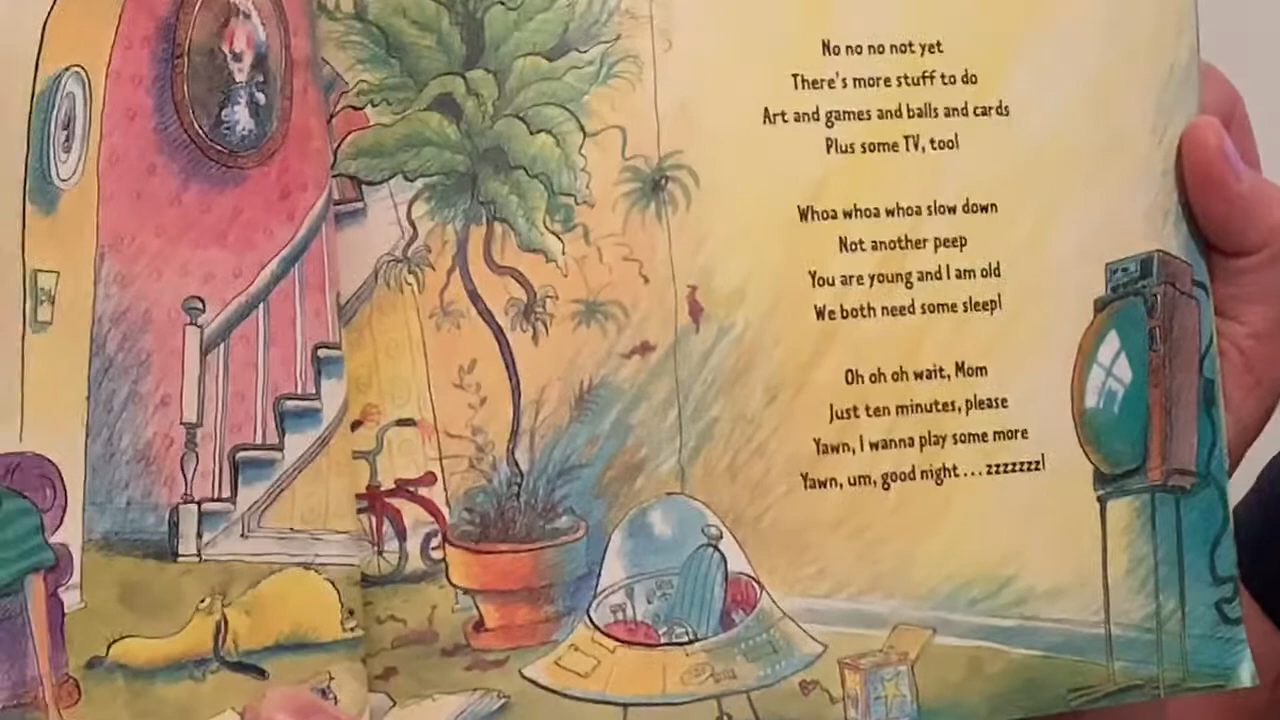 No no no not yet
There's more stuff to do
Art and games and balls and cards
Plus some TV, too!
Whoa whoa whoa slow down
Not another peep
You are young and I am old
We both need some sleep!
Oh oh oh wait, Mom
Just ten minutes, please
Yawn, I wanna play some more
Yawn, um, good night . . . zzzzzzz!